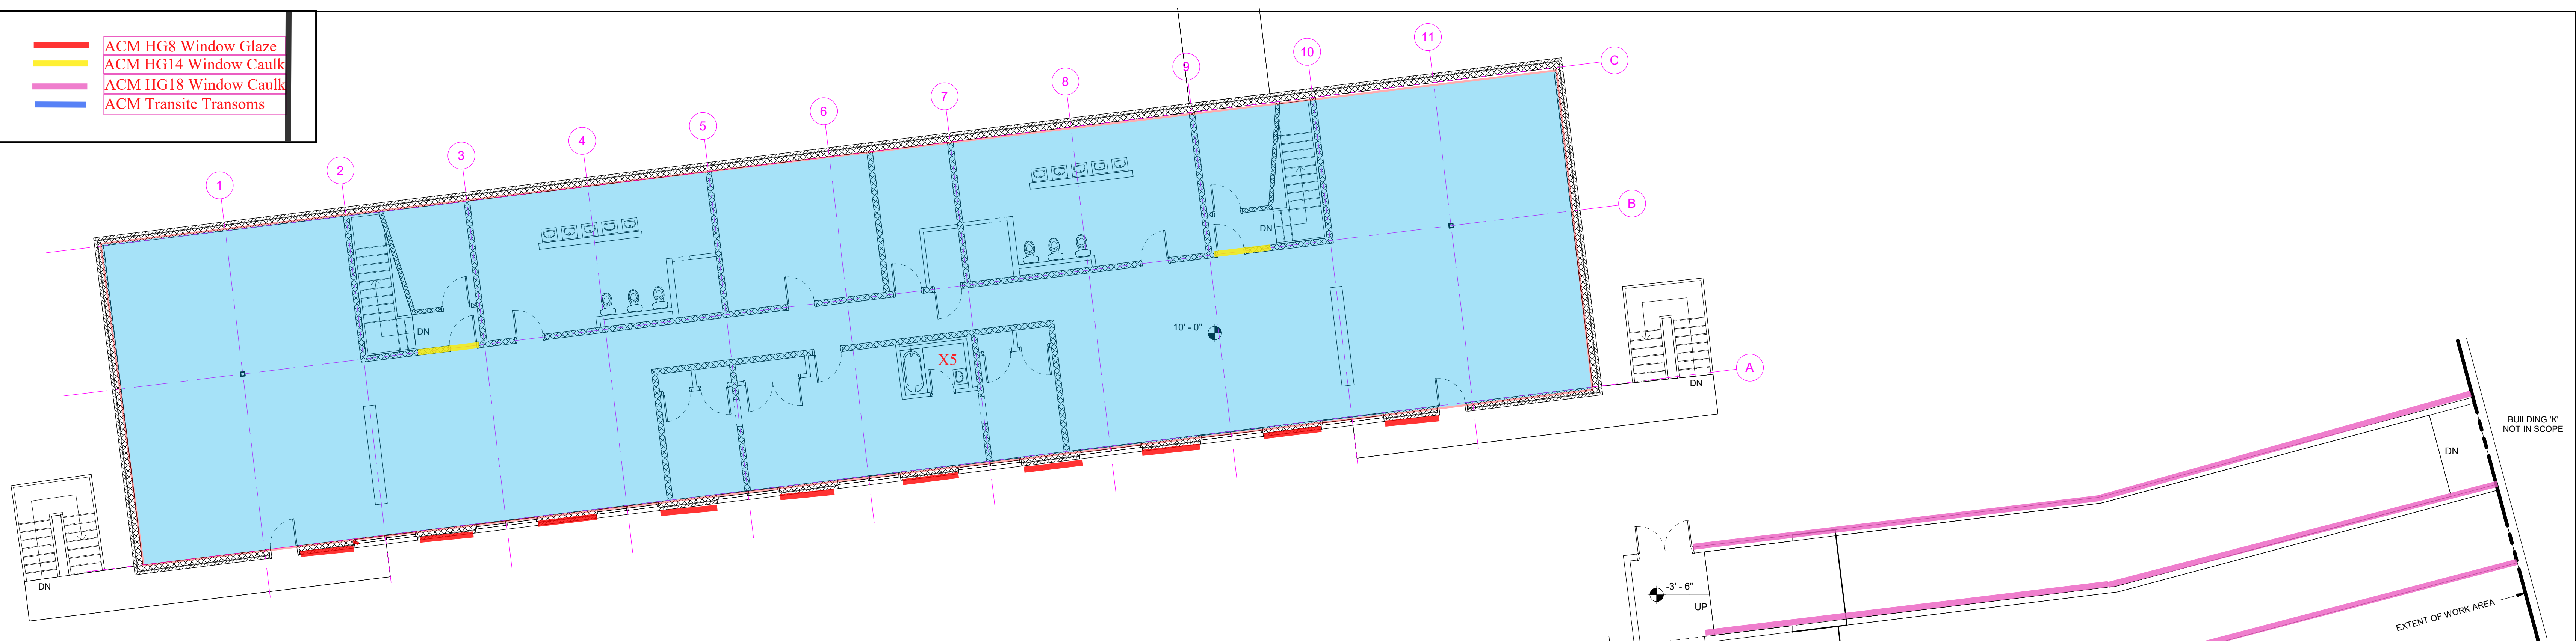 ACM HG8 Window Glaze
ACM HG14 Window Caulk
ACM HG18 Window Caulk
ACM Transite Transoms
1
2
3
4
5
6
7
8
9
10
11
C
B
A
DN
DN
X5
10' - 0"
DN
DN
BUILDING 'K'
NOT IN SCOPE
DN
-3' - 6"
UP
EXTENT OF WORK AREA